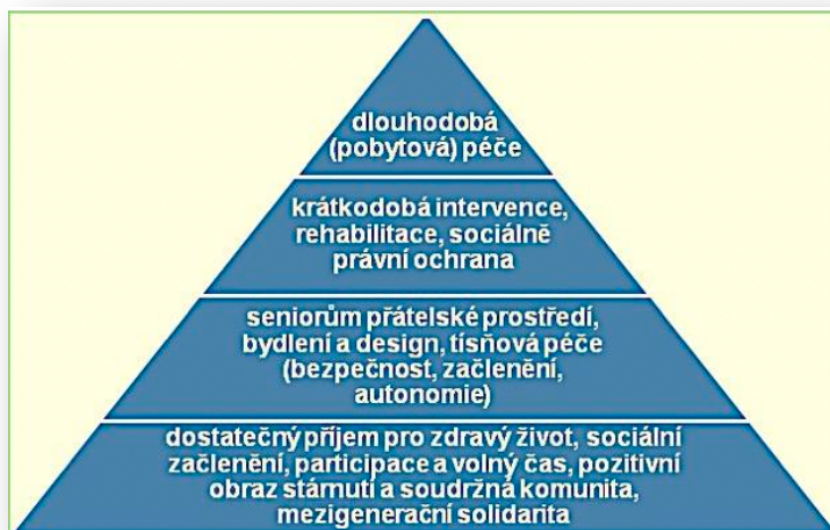 dlouhodobá
(pobytová) péče
krátkodobá intervence,
rehabilitace, sociálně
právní ochrana
seniorům přátelské prostředí,
bydlení a design, tísňová péče
(bezpečnost, začlenění,
autonomie)
dostatečný příjem pro zdravý život, sociální
začlenění, participace a volný čas, pozitivní
obraz stárnutí a soudržná komunita,
mezigenerační solidarita